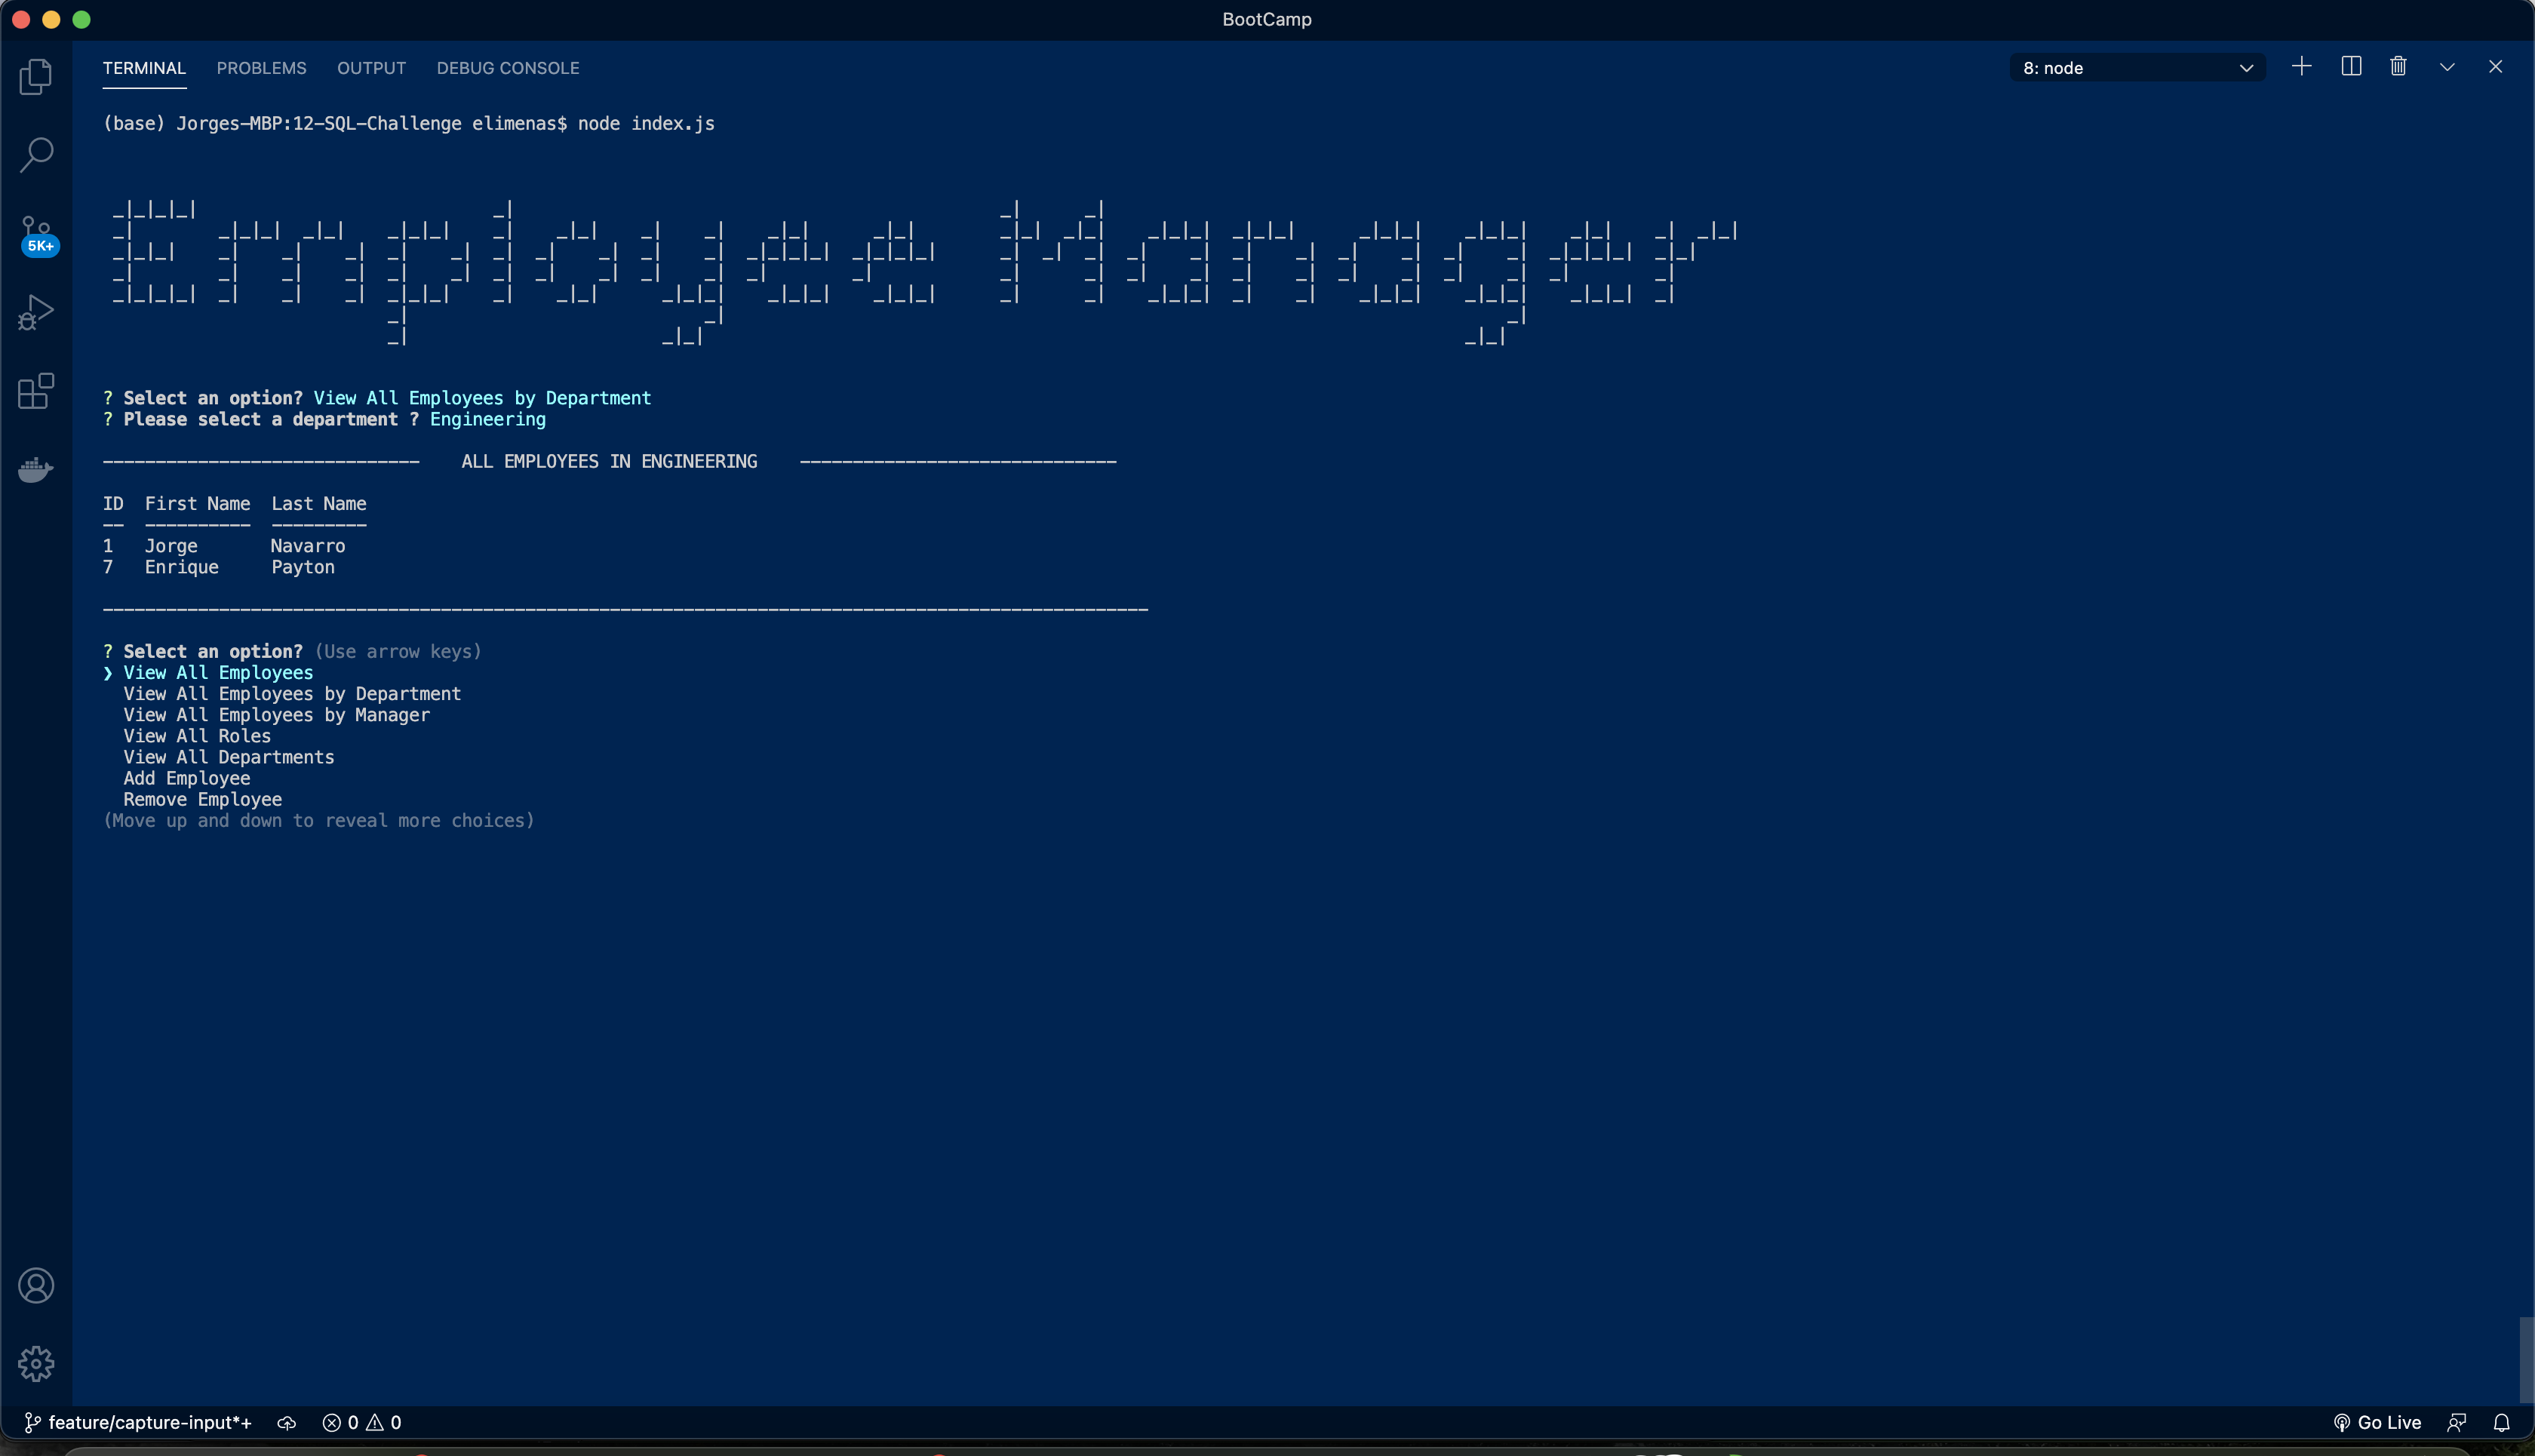 BootCamp
TERMINAL PROBLEMS OUTPUT DEBUG CONSOLE 8: node
(base) Jorges-MBP:12-SQL-Challenge elimenas$ node index.js
Employee Manager
5K+
? Select an option? View All Employees by Department
? Please select a department ? Engineering
------------------------------    ALL EMPLOYEES IN ENGINEERING    ------------------------------
ID  First Name  Last Name
--  ----------  ---------
1   Jorge       Navarro
7   Enrique     Payton
---------------------------------------------------------------------------------------------------
? Select an option? (Use arrow keys)
❯ View All Employees
View All Employees by Department
View All Employees by Manager
View All Roles
View All Departments
Add Employee
Remove Employee
(Move up and down to reveal more choices)
feature/capture-input*+ 0 0 Go Live